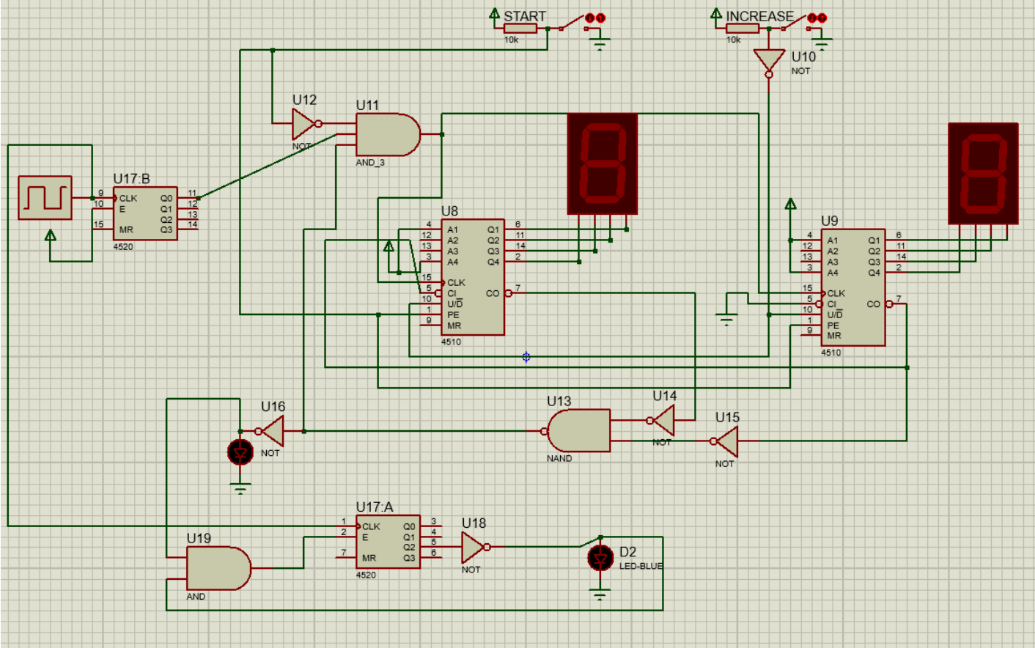 START
10k
INCREASE
10k
U10
NOT
U12
NOT
U11
AND_3
U17:B
9 CLK Q0 11
10 E Q1 12
Q2 13
15 MR Q3 14
4520
U8
4 A1 Q1 6
12 A2 Q2 11
13 A3 Q3 14
3 A4 Q4 2
15 CLK
5 CI CO 7
10 U/D
1 PE
9 MR
4510
U9
4 A1 Q1 6
12 A2 Q2 11
13 A3 Q3 14
3 A4 Q4 2
15 CLK
5 CI CO 7
10 U/D
1 PE
9 MR
4510
U16
NOT
U13
NAND
U14
NOT
U15
NOT
U17:A
1 CLK Q0 3
2 E Q1 4
Q2 5
7 MR Q3 6
4520
U18
NOT
U19
AND
D2
LED-BLUE